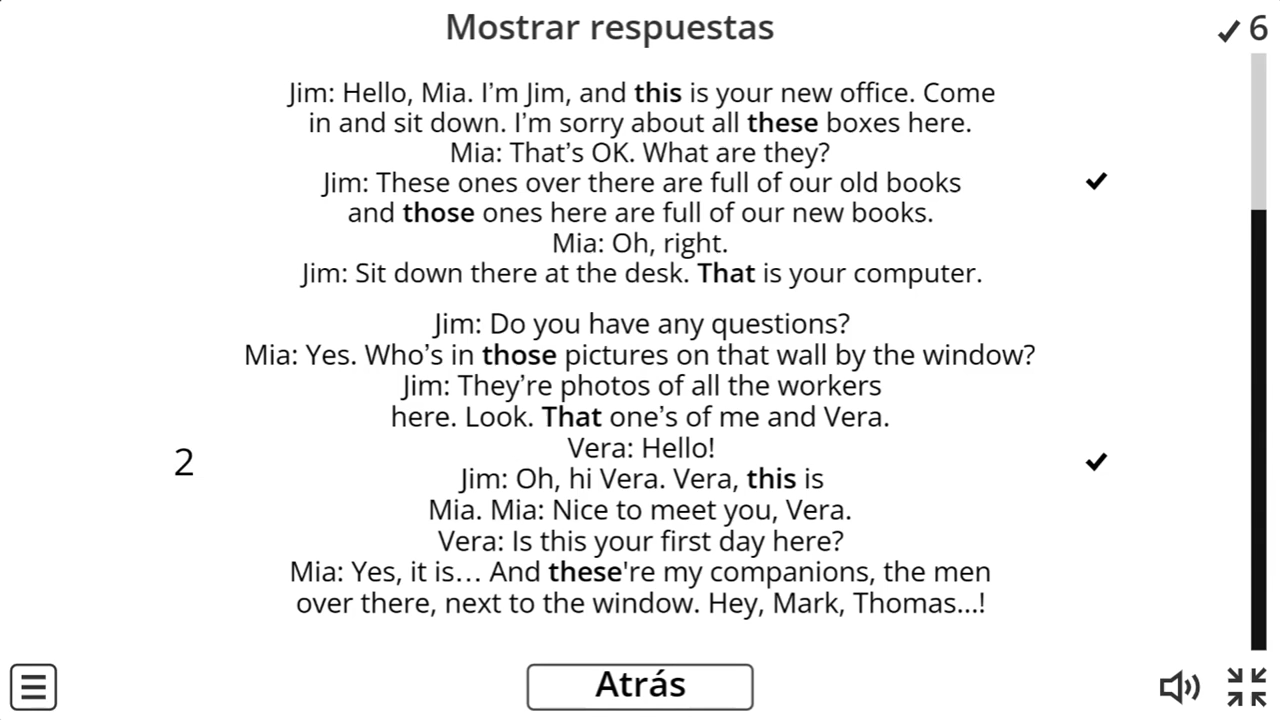 Mostrar respuestas
6
Jim: Hello, Mia. I’m Jim, and this is your new office. Come
in and sit down. I’m sorry about all these boxes here.
Mia: That’s OK. What are they?
Jim: These ones over there are full of our old books
and those ones here are full of our new books.
Mia: Oh, right.
Jim: Sit down there at the desk. That is your computer.
2
Jim: Do you have any questions?
Mia: Yes. Who’s in those pictures on that wall by the window?
Jim: They’re photos of all the workers
here. Look. That one’s of me and Vera.
Vera: Hello!
Jim: Oh, hi Vera. Vera, this is
Mia. Mia: Nice to meet you, Vera.
Vera: Is this your first day here?
Mia: Yes, it is… And these're my companions, the men
over there, next to the window. Hey, Mark, Thomas...!
Atrás